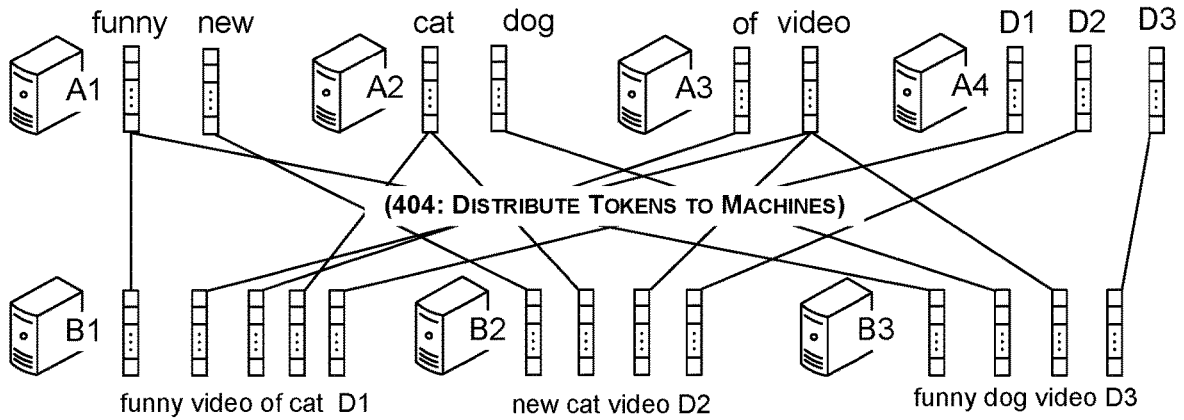 funny new cat dog of video D1 D2 D3
A1 A2 A3 A4
(404: DISTRIBUTE TOKENS TO MACHINES)
B1 B2 B3
funny video of cat D1 new cat video D2 funny dog video D3